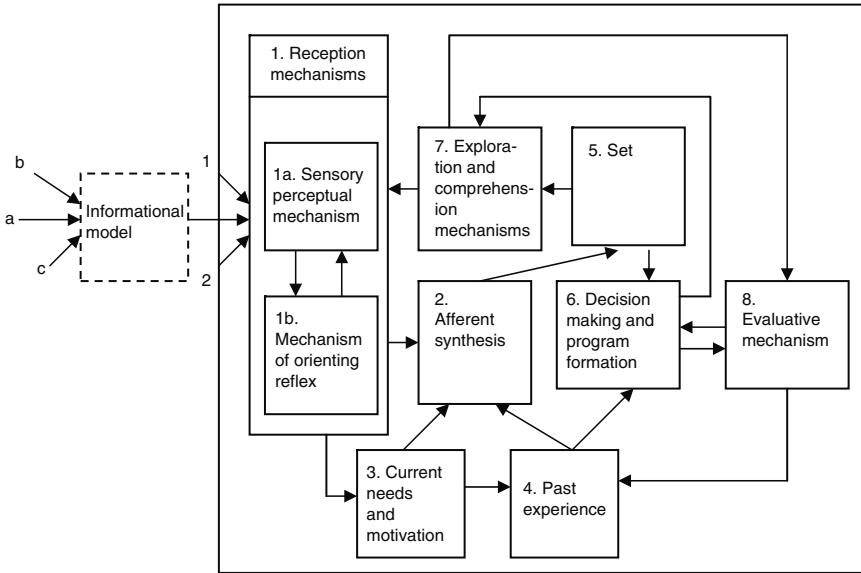 b
a
c
Informational
model
1
2
1. Reception
mechanisms
1a. Sensory
perceptual
mechanism
1b.
Mechanism
of orienting
reflex
7. Explora-
tion and
comprehen-
sion
mechanisms
5. Set
2.
Afferent
synthesis
6. Decision
making and
program
formation
8.
Evaluative
mechanism
3. Current
needs
and
motivation
4. Past
experience